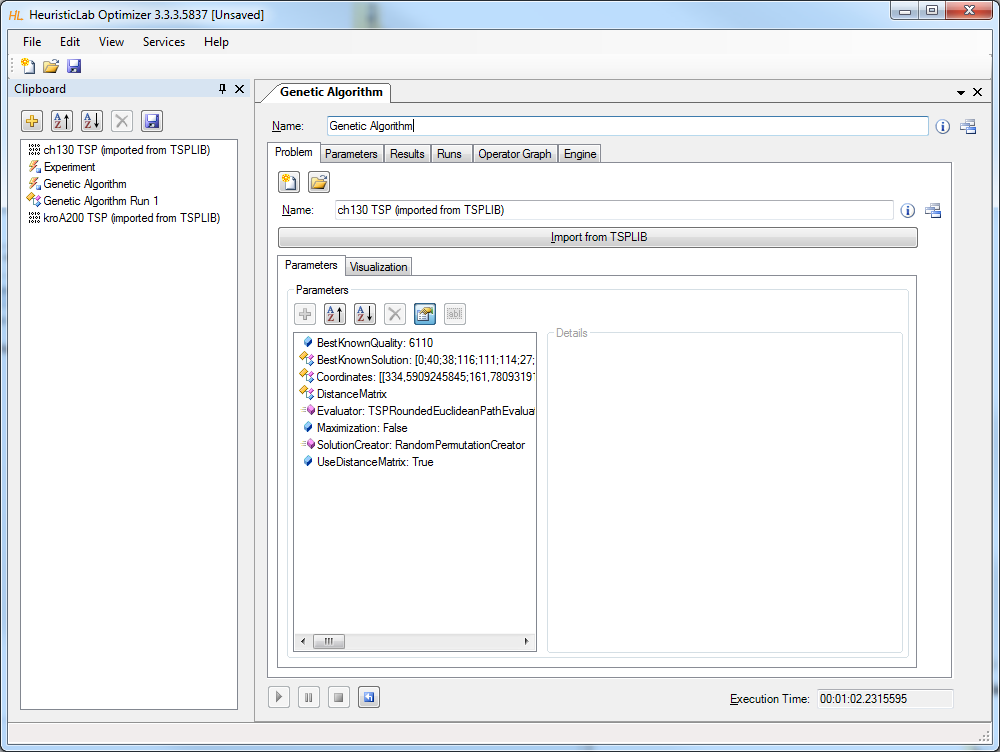 HL HeuristicLab Optimizer 3.3.3.5837 [Unsaved]
File Edit View Services Help
Clipboard
ch130 TSP (imported from TSPLIB)
Experiment
Genetic Algorithm
Genetic Algorithm Run 1
kroA200 TSP (imported from TSPLIB)
Genetic Algorithm
Name: Genetic Algorithm
Problem Parameters Results Runs Operator Graph Engine
Name: ch130 TSP (imported from TSPLIB)
Import from TSPLIB
Parameters Visualization
Parameters
BestKnownQuality: 6110
BestKnownSolution: [0;40;38;116;111;114;27;
Coordinates: [[334,5909245845;161,7809319
DistanceMatrix
Evaluator: TSPRoundedEuclideanPathEvalua
Maximization: False
SolutionCreator: RandomPermutationCreator
UseDistanceMatrix: True
Details
Execution Time: 00:01:02.2315595